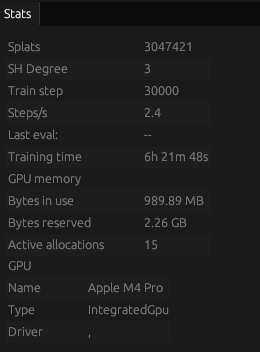 Stats
Splats 3047421
SH Degree 3
Train step 30000
Steps/s 2.4
Last eval: --
Training time 6h 21m 48s
GPU memory
Bytes in use 989.89 MB
Bytes reserved 2.26 GB
Active allocations 15
GPU
Name Apple M4 Pro
Type IntegratedGpu
Driver ,